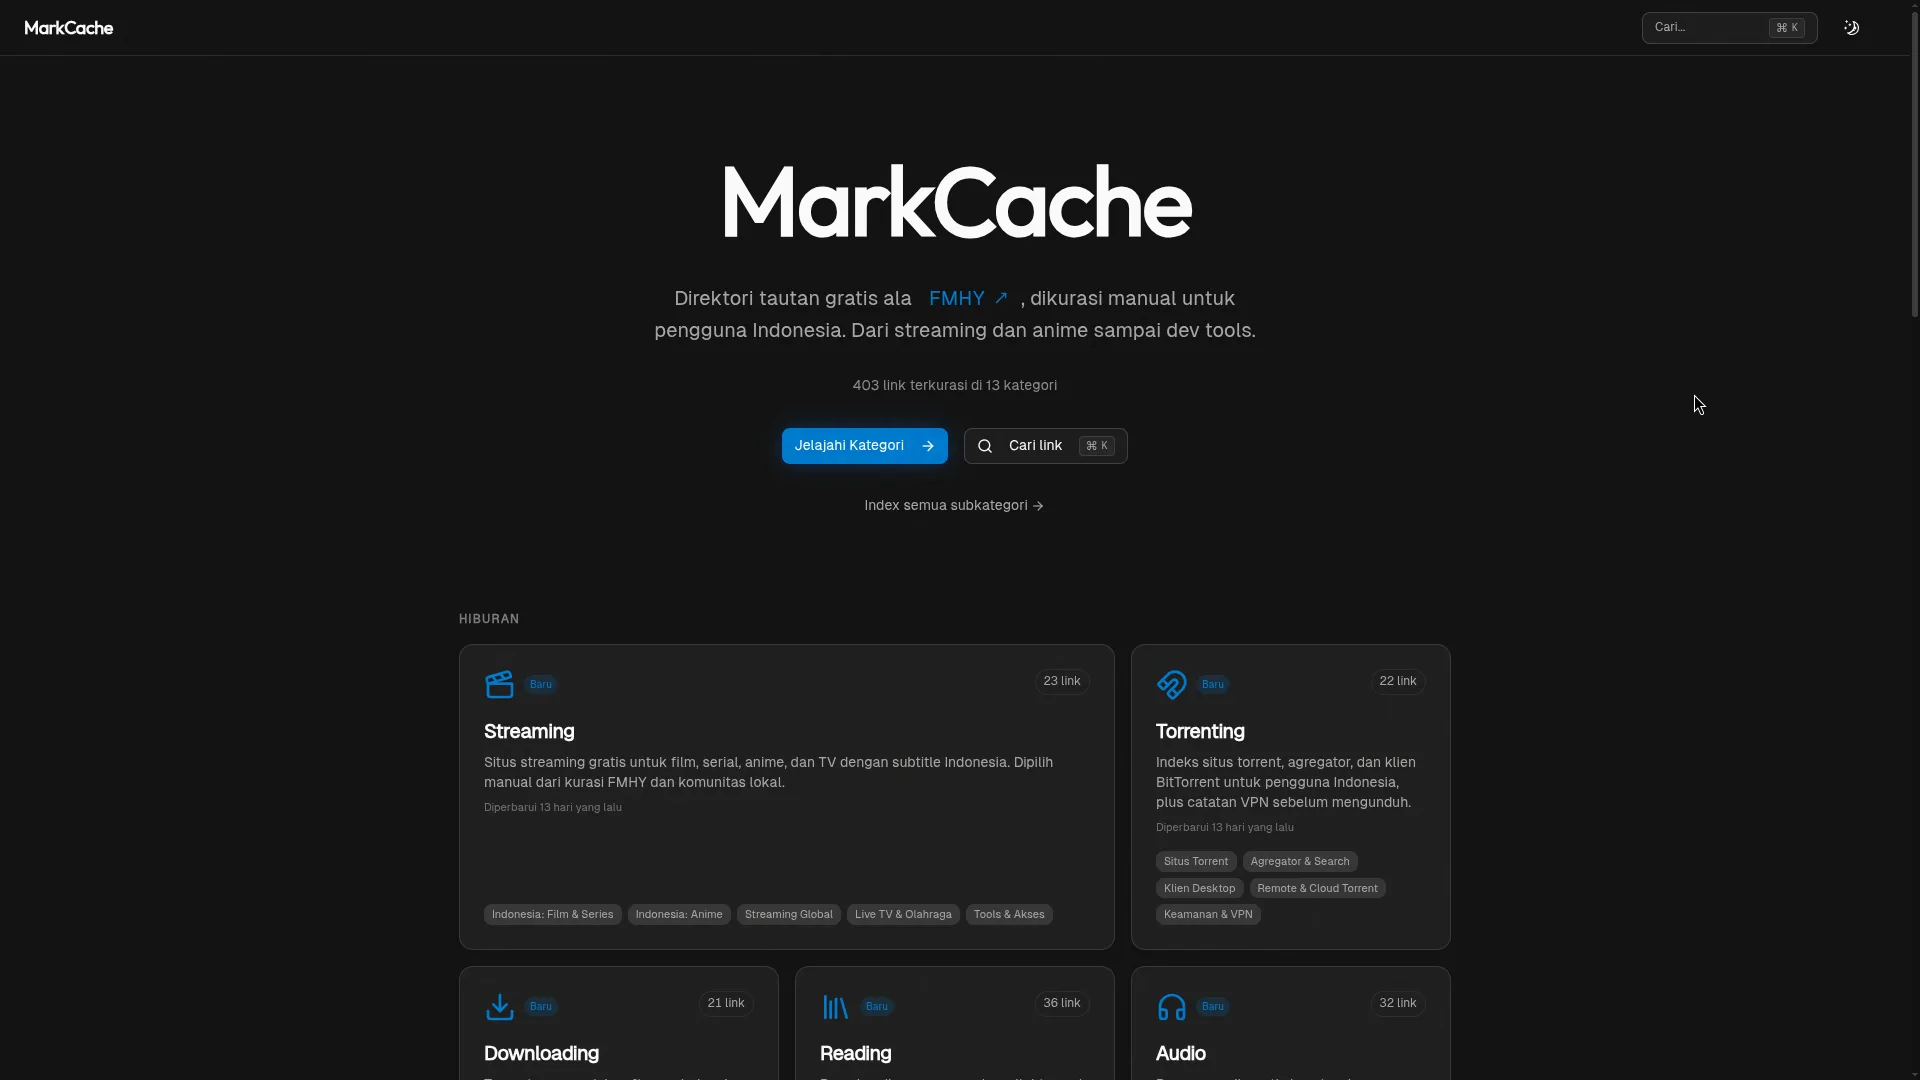 MarkCache
Cari...
⌘ K
MarkCache
Direktori tautan gratis ala FMHY ↗ , dikurasi manual untuk
pengguna Indonesia. Dari streaming dan anime sampai dev tools.
403 link terkurasi di 13 kategori
Jelajahi Kategori →
Cari link ⌘ K
Index semua subkategori →
HIBURAN
Baru
23 link
Streaming
Situs streaming gratis untuk film, serial, anime, dan TV dengan subtitle Indonesia. Dipilih
manual dari kurasi FMHY dan komunitas lokal.
Diperbarui 13 hari yang lalu
Indonesia: Film & Series
Indonesia: Anime
Streaming Global
Live TV & Olahraga
Tools & Akses
Baru
22 link
Torrenting
Indeks situs torrent, agregator, dan klien
BitTorrent untuk pengguna Indonesia,
plus catatan VPN sebelum mengunduh.
Diperbarui 13 hari yang lalu
Situs Torrent
Agregator & Search
Klien Desktop
Remote & Cloud Torrent
Keamanan & VPN
Baru
21 link
Downloading
Baru
36 link
Reading
Baru
32 link
Audio